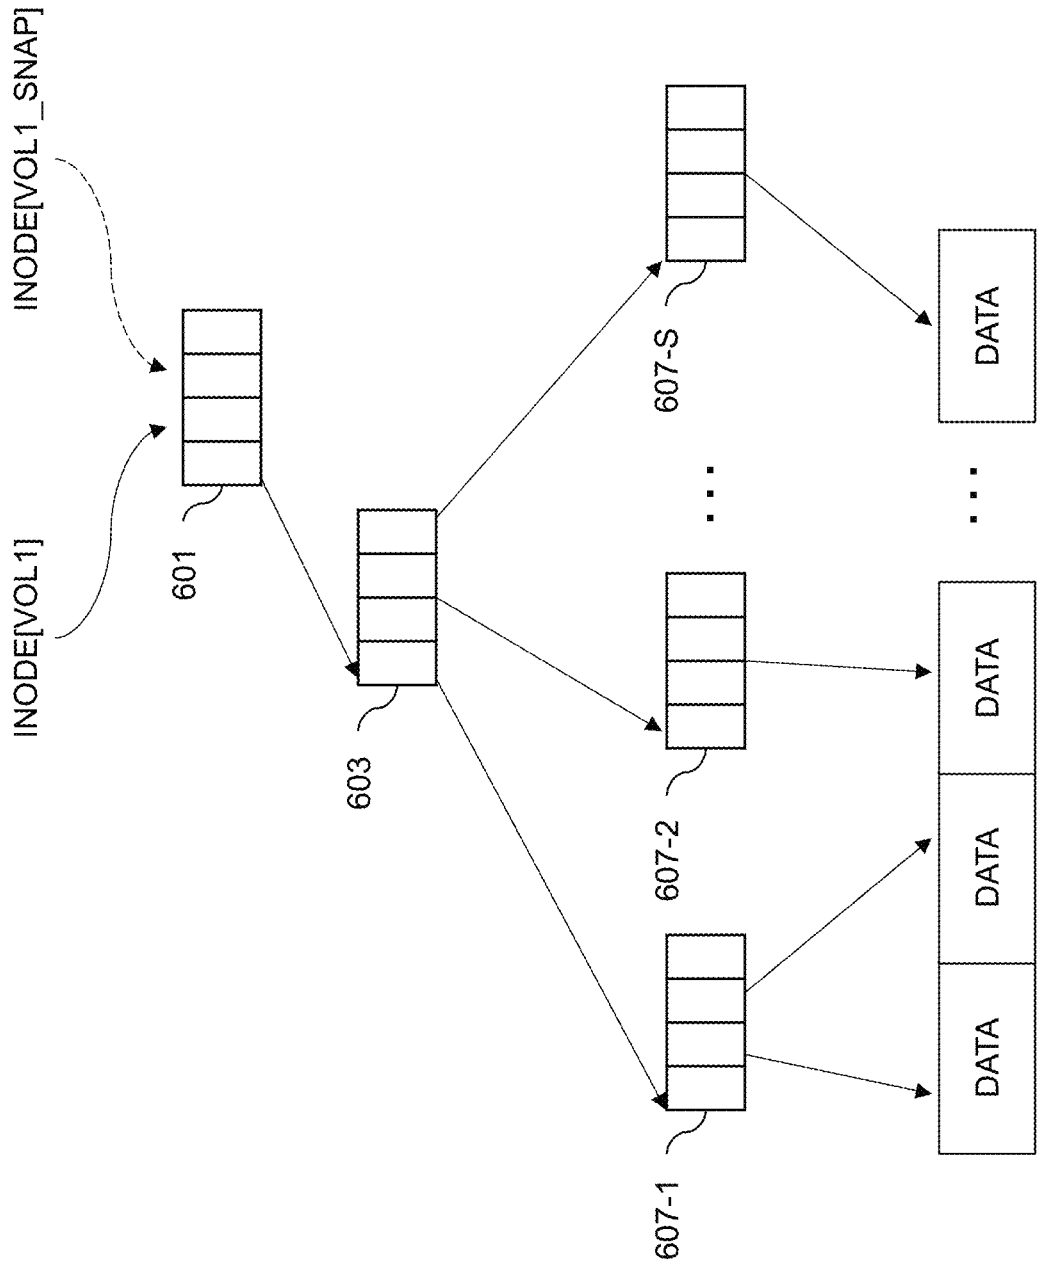 INODE[VOL1]
INODE[VOL1_SNAP]
601
603
607-1
607-2
607-S
...
DATA
DATA
DATA
...
DATA